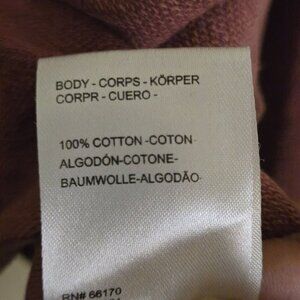 BODY - CORPS - KÖRPER
CORPR - CUERO -
100% COTTON -COTON-
ALGODÓN-COTONE-
BAUMWOLLE-ALGODÃO-
RN# 66170